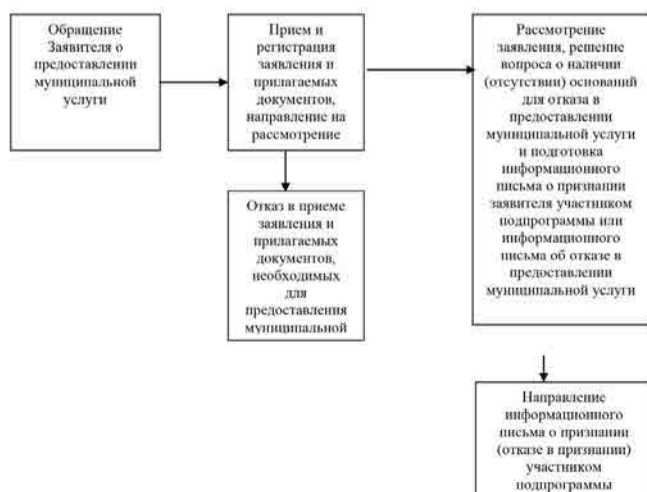 Обращение
Заявителя о
предоставлении
муниципальной
услуги
Прием и
регистрация
заявления и
прилагаемых
документов,
направление на
рассмотрение
Рассмотрение
заявления, решение
вопроса о наличии
(отсутствии) оснований
для отказа в
предоставлении
муниципальной услуги
и подготовка
информационного
письма о признании
заявителя участником
подпрограммы или
информационного
письма об отказе в
предоставлении
муниципальной услуги
Отказ в приеме
заявления и
прилагаемых
документов,
необходимых
для
предоставления
муниципальной
Направление
информационного
письма о признании
(отказе в признании)
участником
подпрограммы